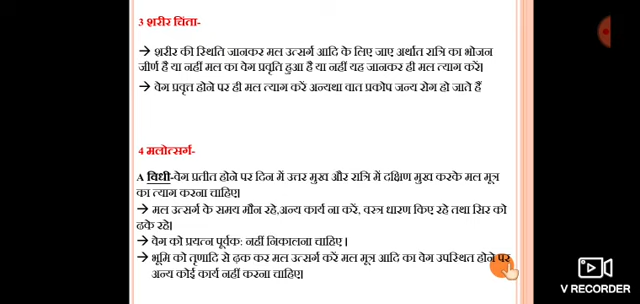 3 शरीर चिंता-
→ शरीर की स्थिति जानकर मल उत्सर्ग आदि के लिए जाए अर्थात रात्रि का भोजन
जीर्ण है या नहीं मल का वेग प्रवृति हुआ है या नहीं यह जानकर ही मल त्याग करें।
→ वेग प्रवृत्त होने पर ही मल त्याग करें अन्यथा वात प्रकोप जन्य रोग हो जाते हैं
4 मलोत्सर्ग-
A विधी-वेग प्रतीत होने पर दिन में उत्तर मुख और रात्रि में दक्षिण मुख करके मल मूत्र
का त्याग करना चाहिए।
→ मल उत्सर्ग के समय मौन रहे,अन्य कार्य ना करें, वस्त्र धारण किए रहे तथा सिर को
ढके रहे।
→ वेग को प्रयत्न पूर्वक: नहीं निकालना चाहिए ।
→ भूमि को तृणादि से ढक कर मल उत्सर्ग करें मल मूत्र आदि का वेग उपस्थित होने पर
अन्य कोई कार्य नहीं करना चाहिए।
V RECORDER